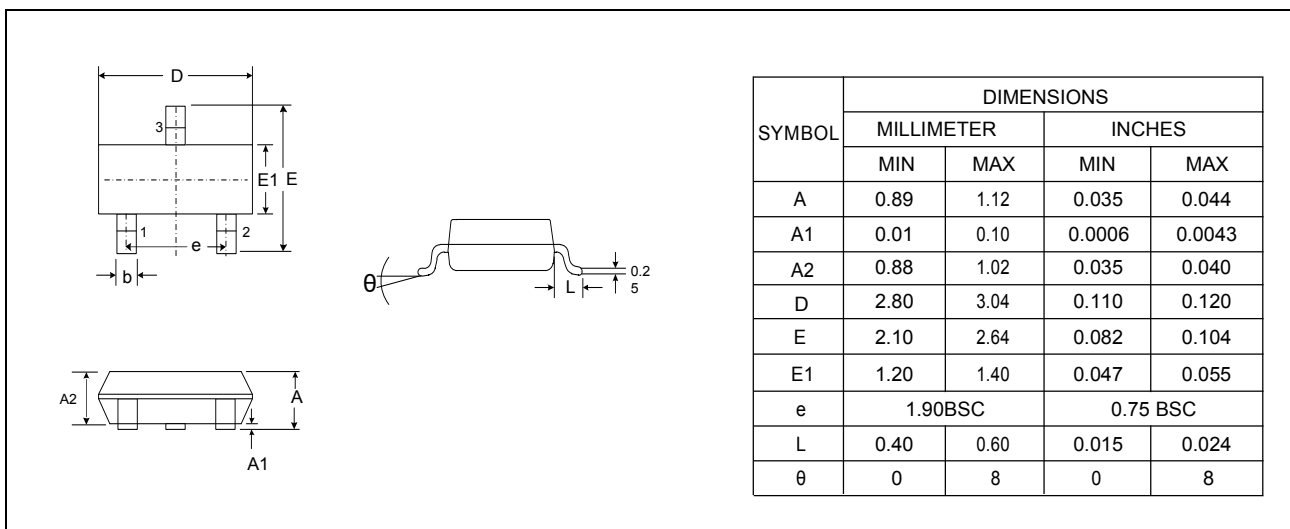 D
3
E1 E
1 2
e
b
θ
L
0.2
5
A2
A
A1
DIMENSIONS
SYMBOL MILLIMETER INCHES
MIN MAX MIN MAX
A 0.89 1.12 0.035 0.044
A1 0.01 0.10 0.0006 0.0043
A2 0.88 1.02 0.035 0.040
D 2.80 3.04 0.110 0.120
E 2.10 2.64 0.082 0.104
E1 1.20 1.40 0.047 0.055
e 1.90BSC 0.75 BSC
L 0.40 0.60 0.015 0.024
θ 0 8 0 8